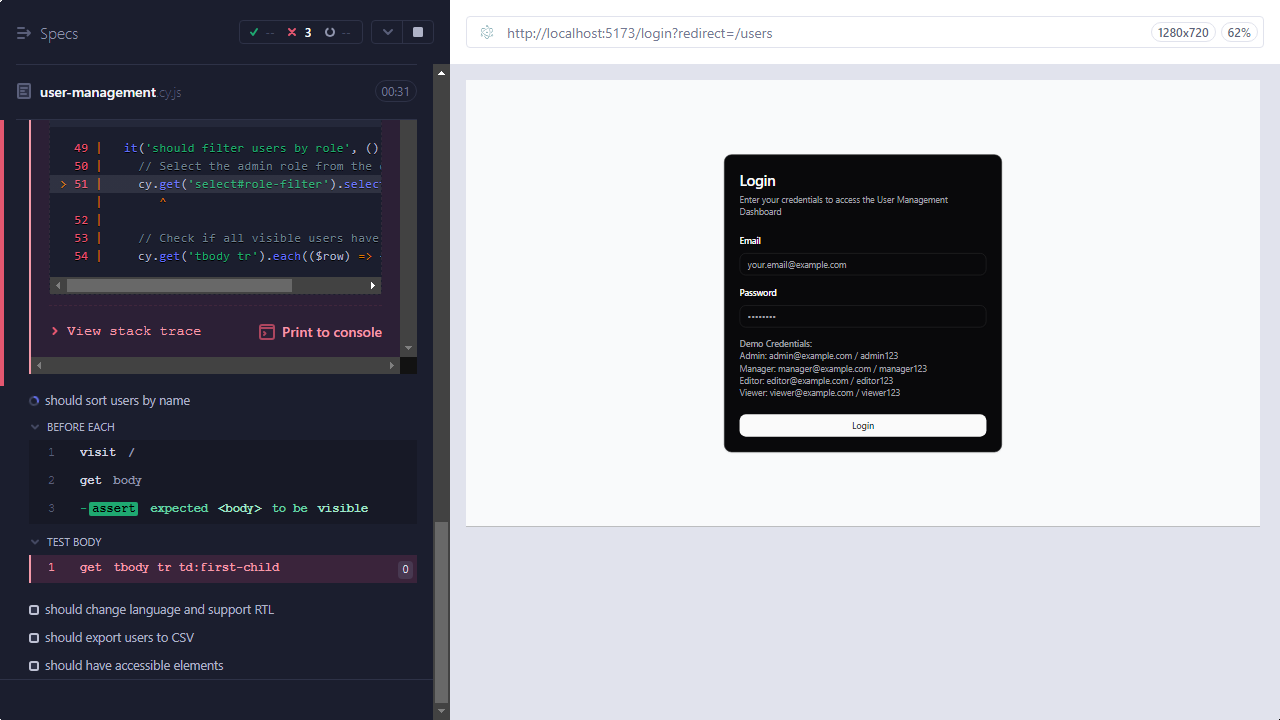 Specs
-- 3 --
user-management.cy.js
00:31
49 | it('should filter users by role', ()
50 | // Select the admin role from the
> 51 | cy.get('select#role-filter').selec
| ^
52 |
53 | // Check if all visible users have
54 | cy.get('tbody tr').each(($row) =>
> View stack trace
Print to console
should sort users by name
BEFORE EACH
1 visit /
2 get body
3 -assert expected <body> to be visible
TEST BODY
1 get tbody tr td:first-child 0
should change language and support RTL
should export users to CSV
should have accessible elements
http://localhost:5173/login?redirect=/users
1280x720
62%
Login
Enter your credentials to access the User Management
Dashboard
Email
your.email@example.com
Password
••••••••
Demo Credentials:
Admin: admin@example.com / admin123
Manager: manager@example.com / manager123
Editor: editor@example.com / editor123
Viewer: viewer@example.com / viewer123
Login